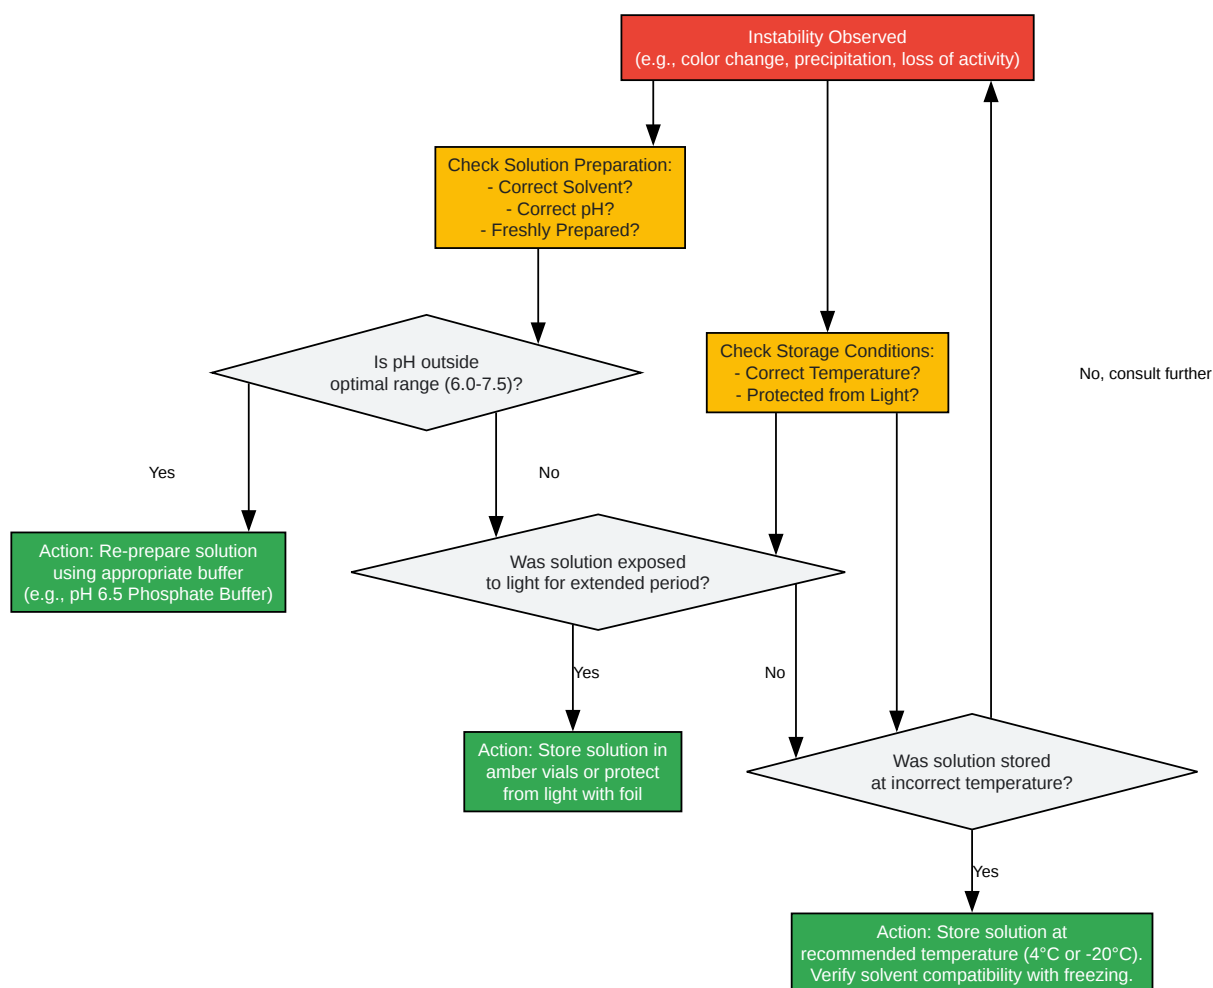 Instability Observed
(e.g., color change, precipitation, loss of activity)
Check Solution Preparation:
- Correct Solvent?
- Correct pH?
- Freshly Prepared?
Is pH outside
optimal range (6.0-7.5)?
Check Storage Conditions:
- Correct Temperature?
- Protected from Light?
No, consult further
Yes
No
Action: Re-prepare solution
using appropriate buffer
(e.g., pH 6.5 Phosphate Buffer)
Was solution exposed
to light for extended period?
Yes
No
Action: Store solution in
amber vials or protect
from light with foil
Was solution stored
at incorrect temperature?
Yes
Action: Store solution at
recommended temperature (4°C or -20°C).
Verify solvent compatibility with freezing.